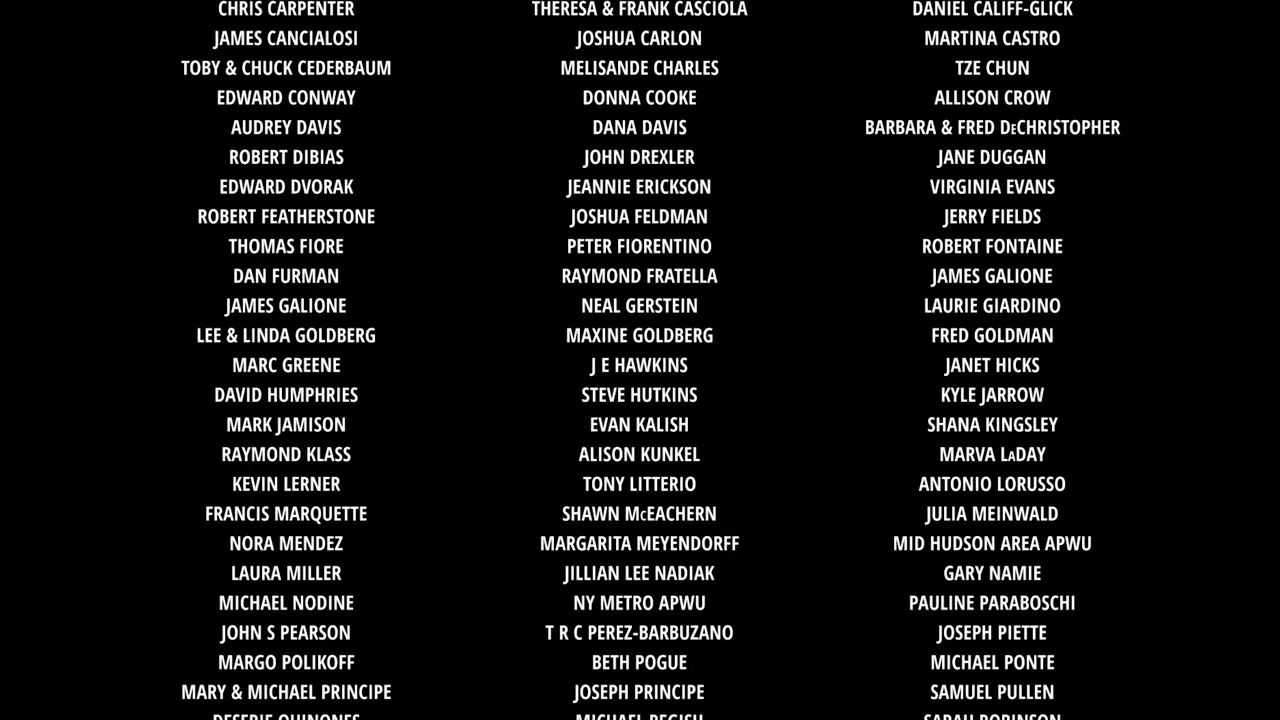 CHRIS CARPENTER THERESA & FRANK CASCIOLA DANIEL CALIFF-GLICK
JAMES CANCIALOSI JOSHUA CARLON MARTINA CASTRO
TOBY & CHUCK CEDERBAUM MELISANDE CHARLES TZE CHUN
EDWARD CONWAY DONNA COOKE ALLISON CROW
AUDREY DAVIS DANA DAVIS BARBARA & FRED DeCHRISTOPHER
ROBERT DIBIAS JOHN DREXLER JANE DUGGAN
EDWARD DVORAK JEANNIE ERICKSON VIRGINIA EVANS
ROBERT FEATHERSTONE JOSHUA FELDMAN JERRY FIELDS
THOMAS FIORE PETER FIORENTINO ROBERT FONTAINE
DAN FURMAN RAYMOND FRATELLA JAMES GALIONE
JAMES GALIONE NEAL GERSTEIN LAURIE GIARDINO
LEE & LINDA GOLDBERG MAXINE GOLDBERG FRED GOLDMAN
MARC GREENE J E HAWKINS JANET HICKS
DAVID HUMPHRIES STEVE HUTKINS KYLE JARROW
MARK JAMISON EVAN KALISH SHANA KINGSLEY
RAYMOND KLASS ALISON KUNKEL MARVA LaDAY
KEVIN LERNER TONY LITTERIO ANTONIO LORUSSO
FRANCIS MARQUETTE SHAWN McEACHERN JULIA MEINWALD
NORA MENDEZ MARGARITA MEYENDORFF MID HUDSON AREA APWU
LAURA MILLER JILLIAN LEE NADIAK GARY NAMIE
MICHAEL NODINE NY METRO APWU PAULINE PARABOSCHI
JOHN S PEARSON T R C PEREZ-BARBUZANO JOSEPH PIETTE
MARGO POLIKOFF BETH POGUE MICHAEL PONTE
MARY & MICHAEL PRINCIPE JOSEPH PRINCIPE SAMUEL PULLEN
QUINONES MICHAEL SARAH ROBINSON